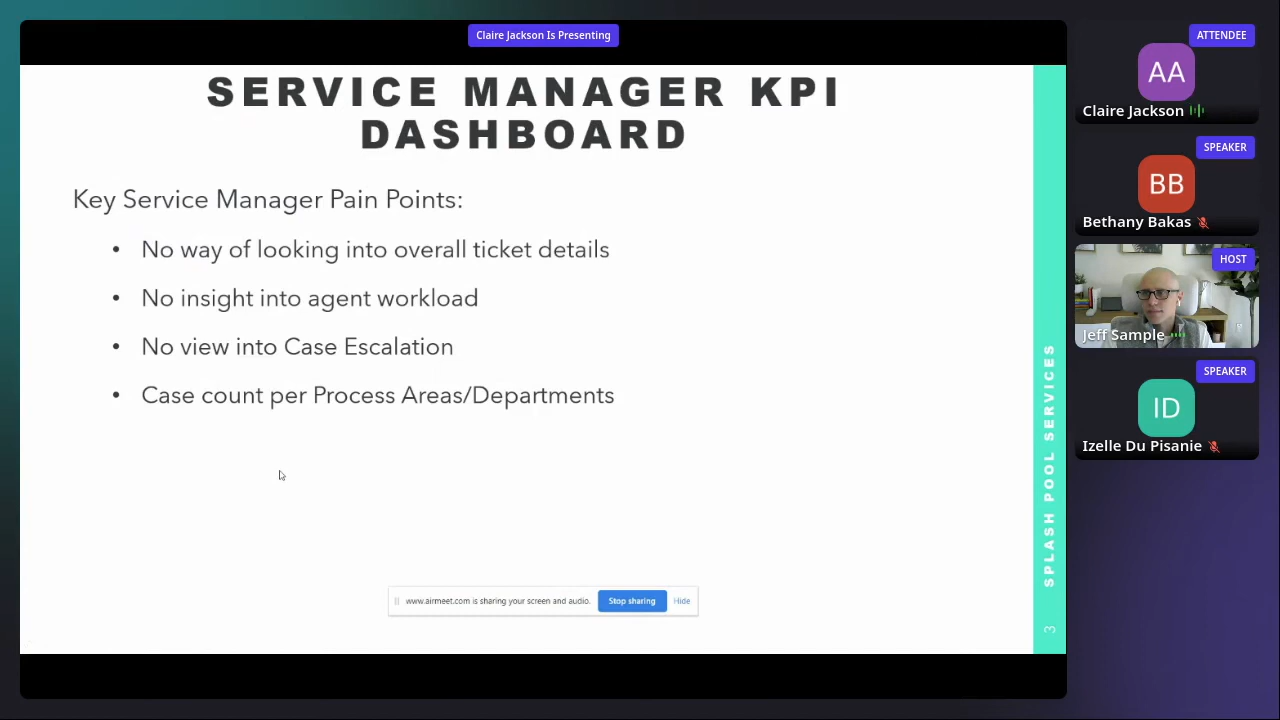 Claire Jackson Is Presenting
SERVICE MANAGER KPI
DASHBOARD
Key Service Manager Pain Points:
• No way of looking into overall ticket details
• No insight into agent workload
• No view into Case Escalation
• Case count per Process Areas/Departments
www.airmeet.com is sharing your screen and audio. Stop sharing Hide
SPLASH POOL SERVICES
3
ATTENDEE
AA
Claire Jackson
SPEAKER
BB
Bethany Bakas
HOST
Jeff Sample
SPEAKER
ID
Izelle Du Pisanie